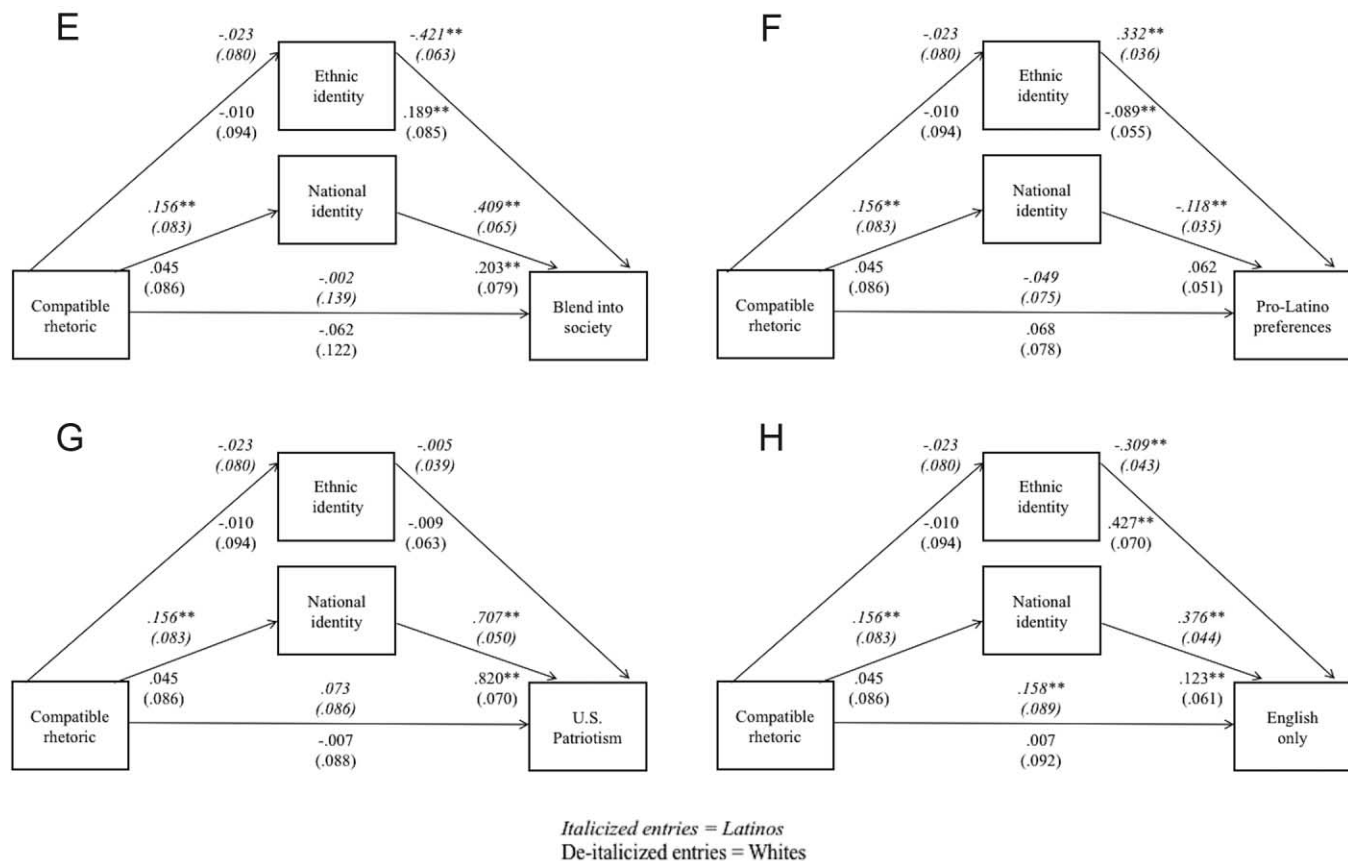 E
-.023
(.080)
-.421**
(.063)
Ethnic
identity
-.010
(.094)
.189**
(.085)
National
identity
.156**
(.083)
.409**
(.065)
.045
(.086)
-.002
(.139)
.203**
(.079)
Compatible
rhetoric
Blend into
society
-.062
(.122)
F
-.023
(.080)
.332**
(.036)
Ethnic
identity
-.010
(.094)
-.089**
(.055)
National
identity
.156**
(.083)
-.118**
(.035)
.045
(.086)
-.049
(.075)
.062
(.051)
Compatible
rhetoric
Pro-Latino
preferences
.068
(.078)
G
-.023
(.080)
-.005
(.039)
Ethnic
identity
-.010
(.094)
-.009
(.063)
National
identity
.156**
(.083)
.707**
(.050)
.045
(.086)
.073
(.086)
.820**
(.070)
Compatible
rhetoric
U.S.
Patriotism
-.007
(.088)
H
-.023
(.080)
-.309**
(.043)
Ethnic
identity
-.010
(.094)
.427**
(.070)
National
identity
.156**
(.083)
.376**
(.044)
.045
(.086)
.158**
(.089)
.123**
(.061)
Compatible
rhetoric
English
only
.007
(.092)
Italicized entries = Latinos
De-italicized entries = Whites